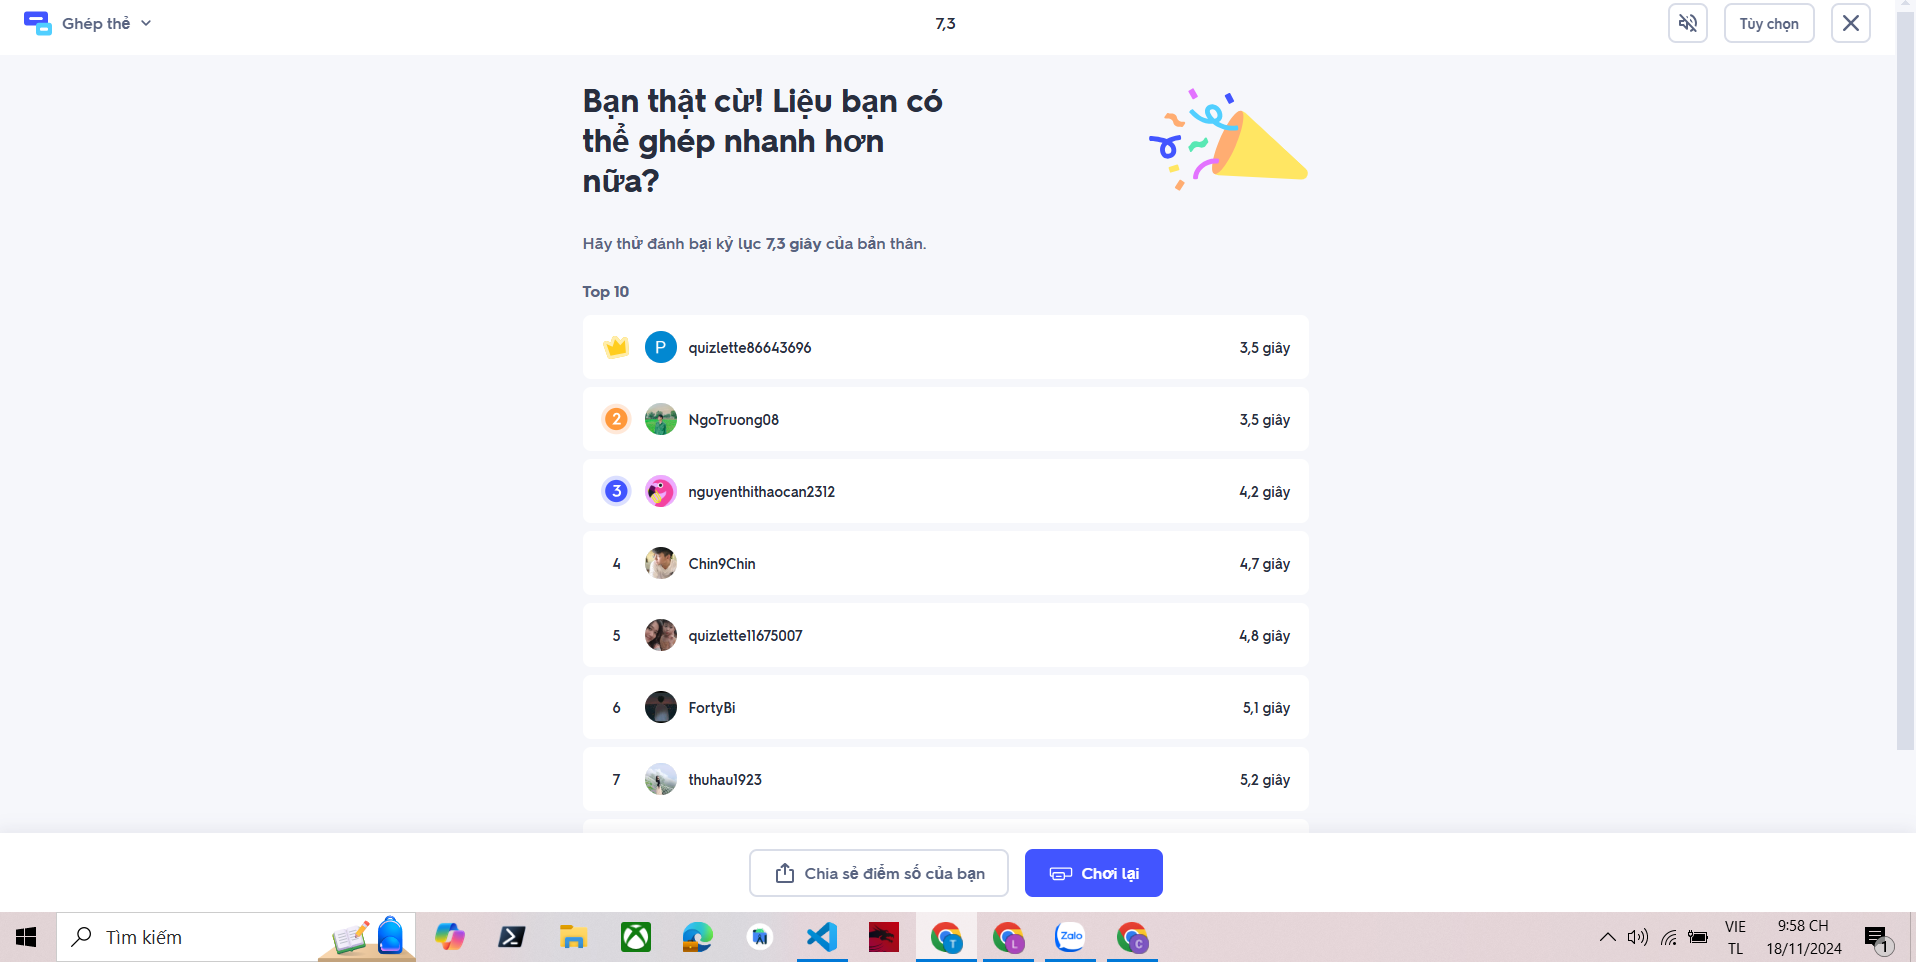 Ghép thẻ
7,3
Tùy chọn
Bạn thật cừ! Liệu bạn có
thể ghép nhanh hơn
nữa?
Hãy thử đánh bại kỷ lục 7,3 giây của bản thân.
Top 10
P quizlette86643696 3,5 giây
2 NgoTruong08 3,5 giây
3 nguyenthithaocan2312 4,2 giây
4 Chin9Chin 4,7 giây
5 quizlette11675007 4,8 giây
6 FortyBi 5,1 giây
7 thuhau1923 5,2 giây
Chia sẻ điểm số của bạn
Chơi lại
Tìm kiếm
AI
T
L
Zalo
C
VIE
TL
9:58 CH
18/11/2024
1